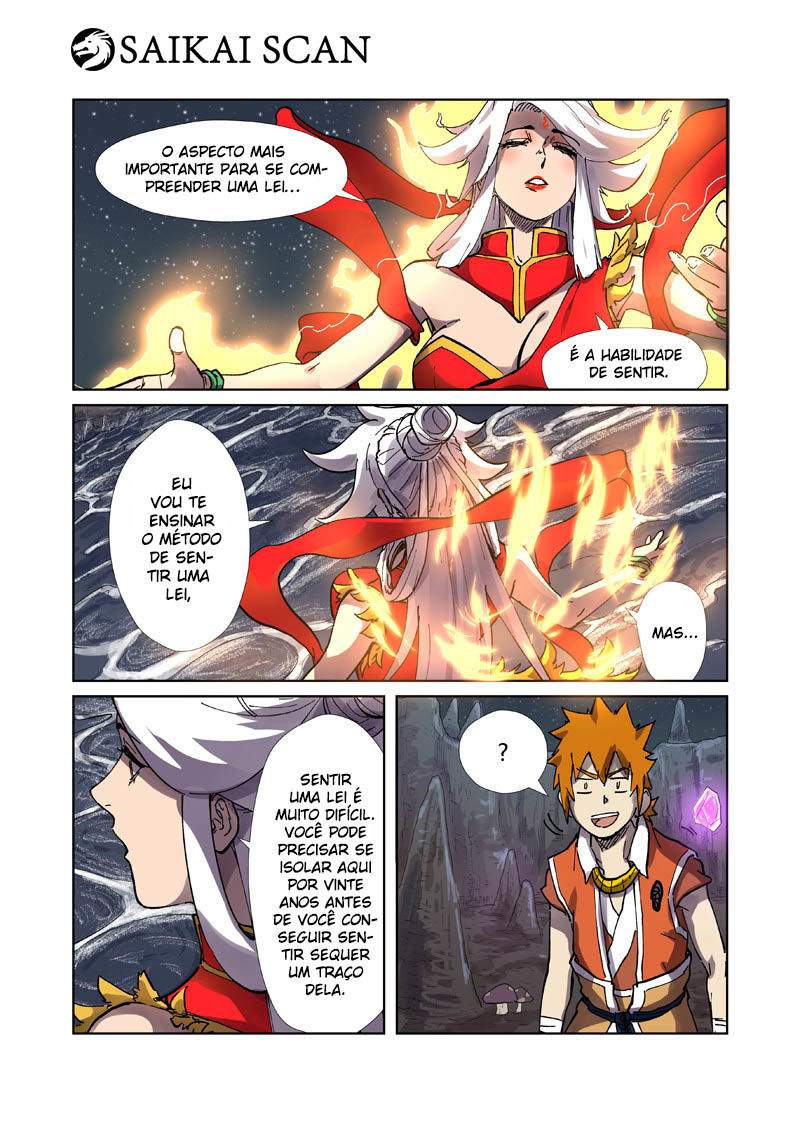 SAIKAI SCAN
O ASPECTO MAIS
IMPORTANTE PARA SE COM-
PREENDER UMA LEI...
É A HABILIDADE
DE SENTIR.
EU
VOU TE
ENSINAR
O MÉTODO
DE SEN-
TIR UMA
LEI,
MAS...
SENTIR
UMA LEI É
MUITO DIFÍCIL.
VOCÊ PODE
PRECISAR SE
ISOLAR AQUI
POR VINTE
ANOS ANTES
DE VOCÊ CON-
SEGUIR SEN-
TIR SEQUER
UM TRAÇO
DELA.
?